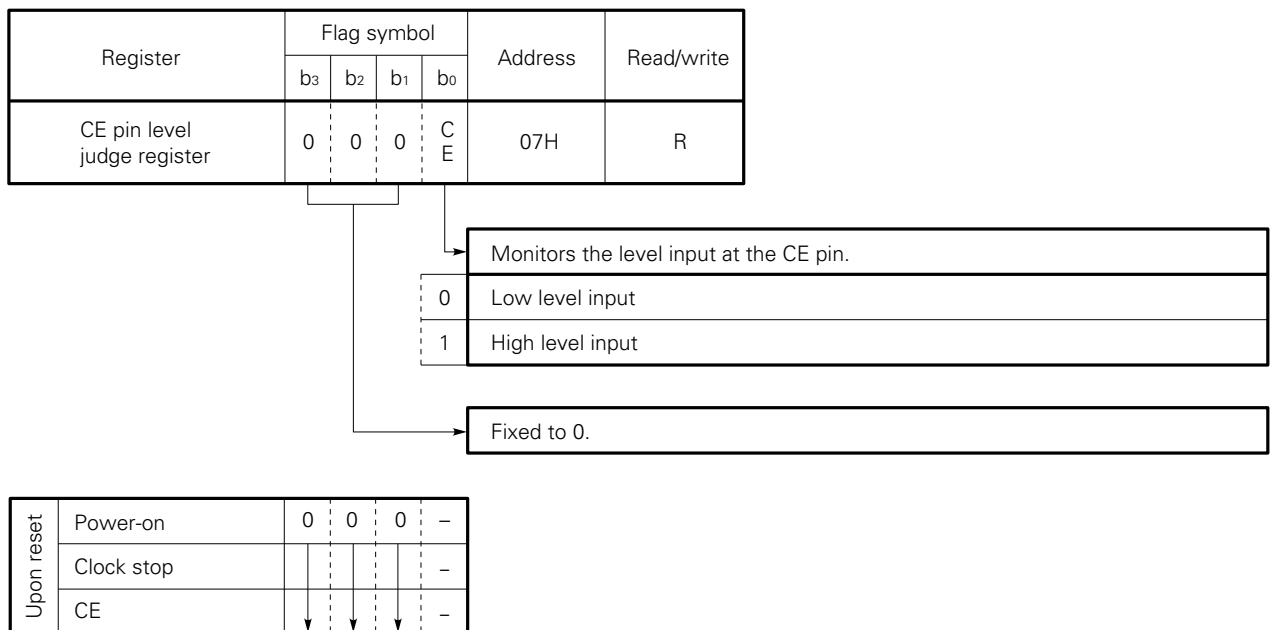 Register Flag symbol Address Read/write
b3 b2 b1 b0
CE pin level
judge register 0 0 0 C
E 07H R
Monitors the level input at the CE pin.
0 Low level input
1 High level input
Fixed to 0.
Upon reset
Power-on 0 0 0 –
Clock stop –
CE –